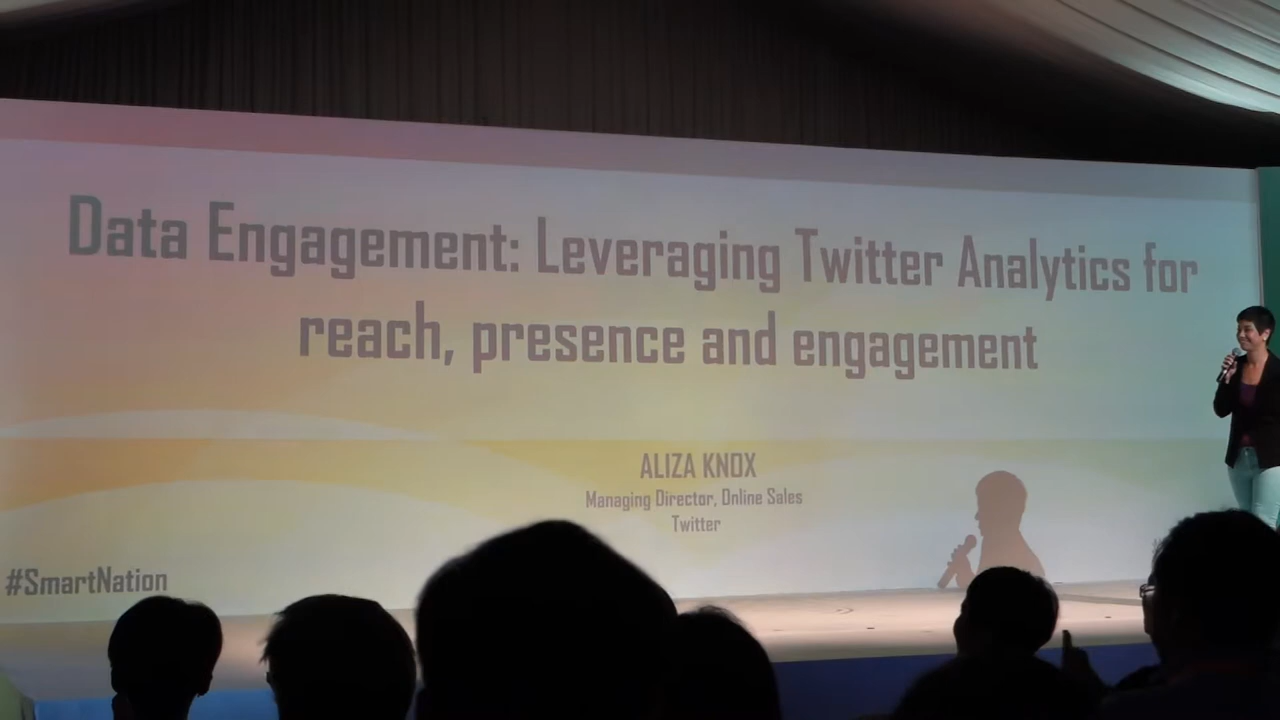 Data Engagement: Leveraging Twitter Analytics for
reach, presence and engagement
ALIZA KNOX
Managing Director, Online Sales
Twitter
#SmartNation